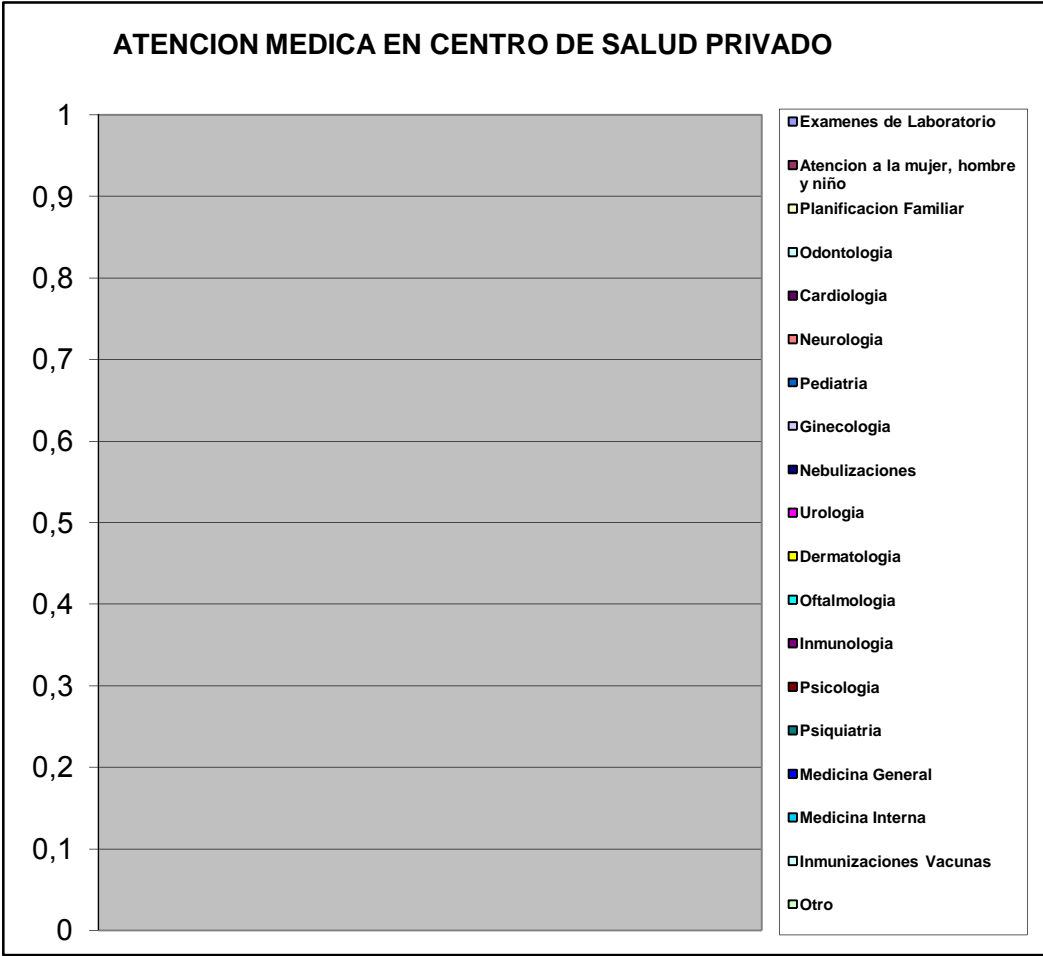 ATENCION MEDICA EN CENTRO DE SALUD PRIVADO
1
0,9
0,8
0,7
0,6
0,5
0,4
0,3
0,2
0,1
0
Examenes de Laboratorio
Atencion a la mujer, hombre
y niño
Planificacion Familiar
Odontologia
Cardiologia
Neurologia
Pediatria
Ginecologia
Nebulizaciones
Urologia
Dermatologia
Oftalmologia
Inmunologia
Psicologia
Psiquiatria
Medicina General
Medicina Interna
Inmunizaciones Vacunas
Otro